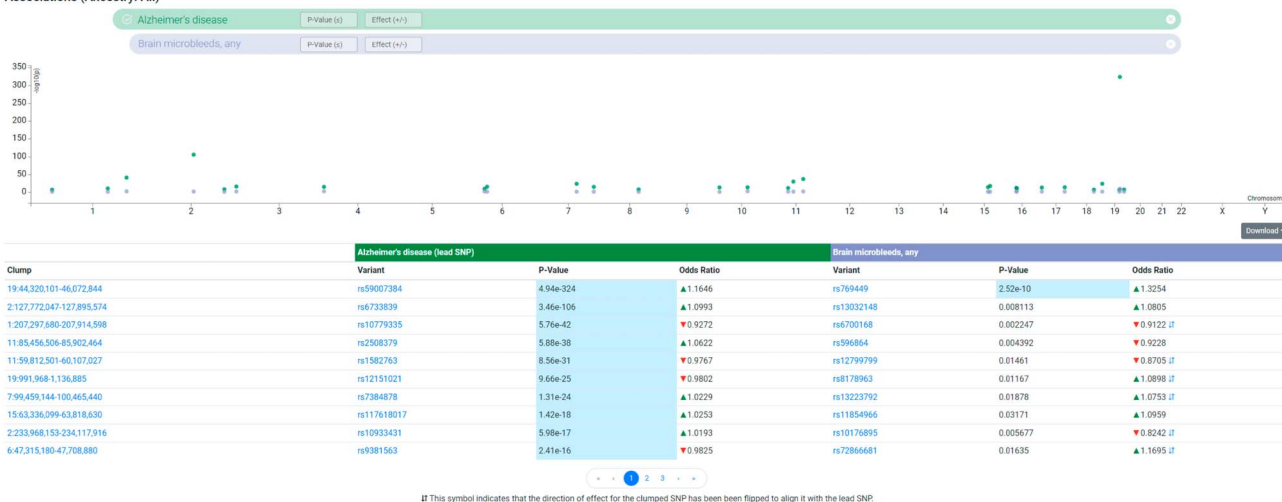 Alzheimer's disease P-Value (≤) Effect (+/-)
Brain microbleeds, any P-Value (≤) Effect (+/-)
350
300
250
200
150
100
50
0
-log10(p)
1 2 3 4 5 6 7 8 9 10 11 12 13 14 15 16 17 18 19 20 21 22 X Y
Download
Alzheimer's disease (lead SNP) Brain microbleeds, any
Clump Variant P-Value Odds Ratio Variant P-Value Odds Ratio
19:44,320,101-46,072,844 rs59007384 4.94e-324 ▲1.1646 rs769449 2.52e-10 ▲1.3254
2:127,772,047-127,895,574 rs6733839 3.46e-106 ▲1.0993 rs13032148 0.008113 ▲1.0805
1:207,297,680-207,914,598 rs10779335 5.76e-42 ▼0.9272 rs6700168 0.002247 ▼0.9122 ⇵
11:85,456,506-85,902,464 rs2508379 5.88e-38 ▲1.0622 rs596864 0.004392 ▼0.9228
11:59,812,501-60,107,027 rs1582763 8.56e-31 ▼0.9767 rs12799799 0.01461 ▼0.8705 ⇵
19:991,968-1,136,885 rs12151021 9.66e-25 ▼0.9802 rs8178963 0.01167 ▲1.0898 ⇵
7:99,459,144-100,465,440 rs7384878 1.31e-24 ▲1.0229 rs13223792 0.01878 ▲1.0753 ⇵
15:63,336,099-63,818,630 rs117618017 1.42e-18 ▲1.0253 rs11854966 0.03171 ▲1.0959
2:233,968,153-234,117,916 rs10933431 5.98e-17 ▲1.0193 rs10176895 0.005677 ▼0.8242 ⇵
6:47,315,180-47,708,880 rs9381563 2.41e-16 ▼0.9825 rs72866681 0.01635 ▲1.1695 ⇵
« ‹ 1 2 3 › »
⇵ This symbol indicates that the direction of effect for the clumped SNP has been been flipped to align it with the lead SNP.